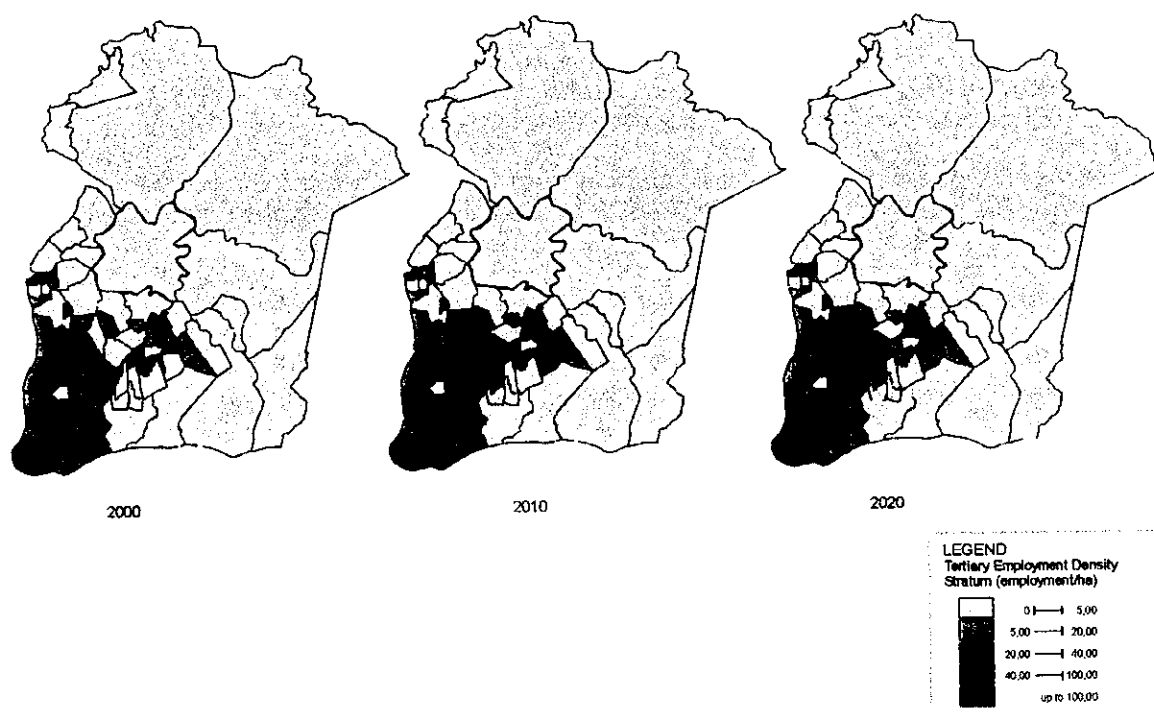 2000
2010
2020
LEGEND
Tertiary Employment Density
Stratum (employment/ha)
0 5,00
5,00 20,00
20,00 40,00
40,00 100,00
up to 100,00